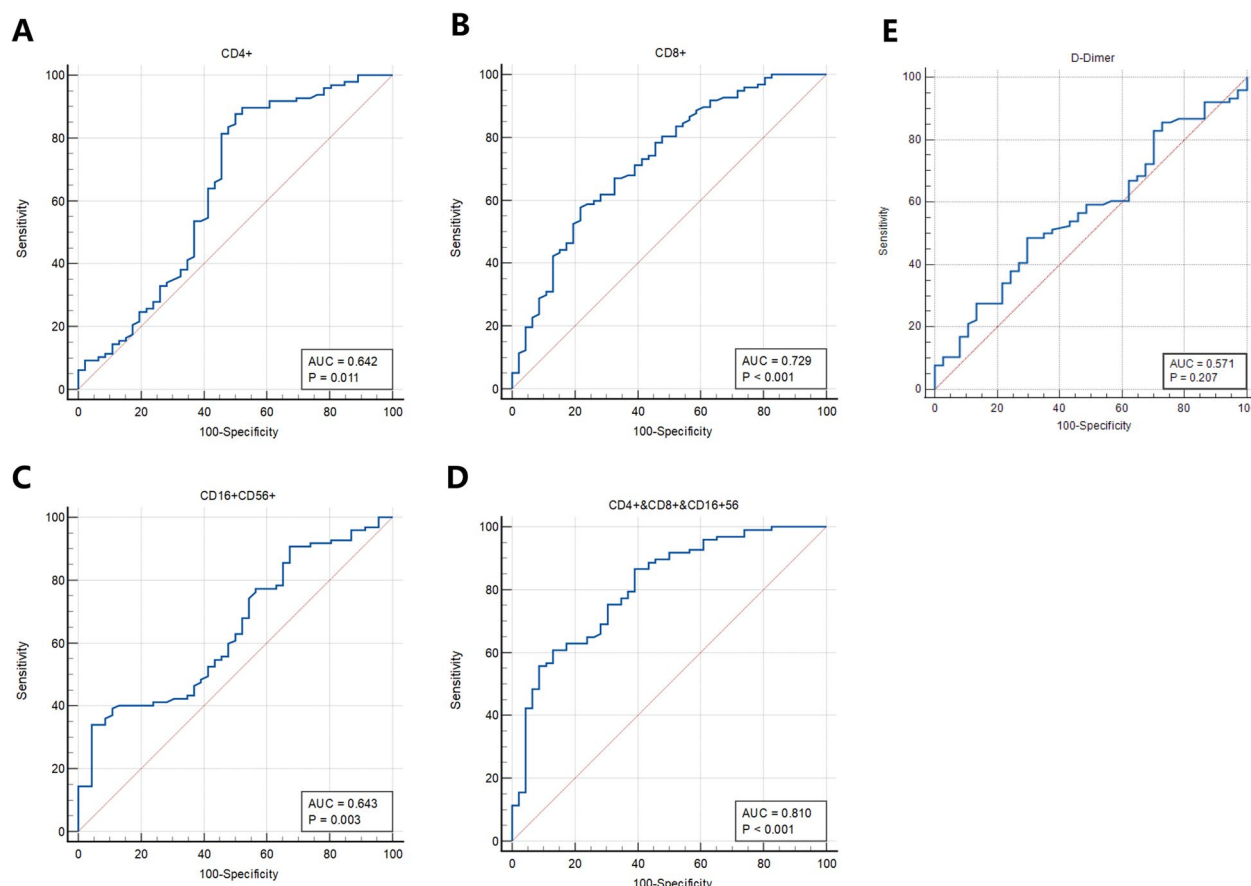 A
CD4+
100
80
60
40
20
0
Sensitivity
AUC = 0.642
P = 0.011
0 20 40 60 80 100
100-Specificity
B
CD8+
100
80
60
40
20
0
Sensitivity
AUC = 0.729
P < 0.001
0 20 40 60 80 100
100-Specificity
E
D-Dimer
100
80
60
40
20
0
Sensitivity
AUC = 0.571
P = 0.207
0 20 40 60 80 10
100-Specificity
C
CD16+CD56+
100
80
60
40
20
0
Sensitivity
AUC = 0.643
P = 0.003
0 20 40 60 80 100
100-Specificity
D
CD4+&CD8+&CD16+56
100
80
60
40
20
0
Sensitivity
AUC = 0.810
P < 0.001
0 20 40 60 80 100
100-Specificity